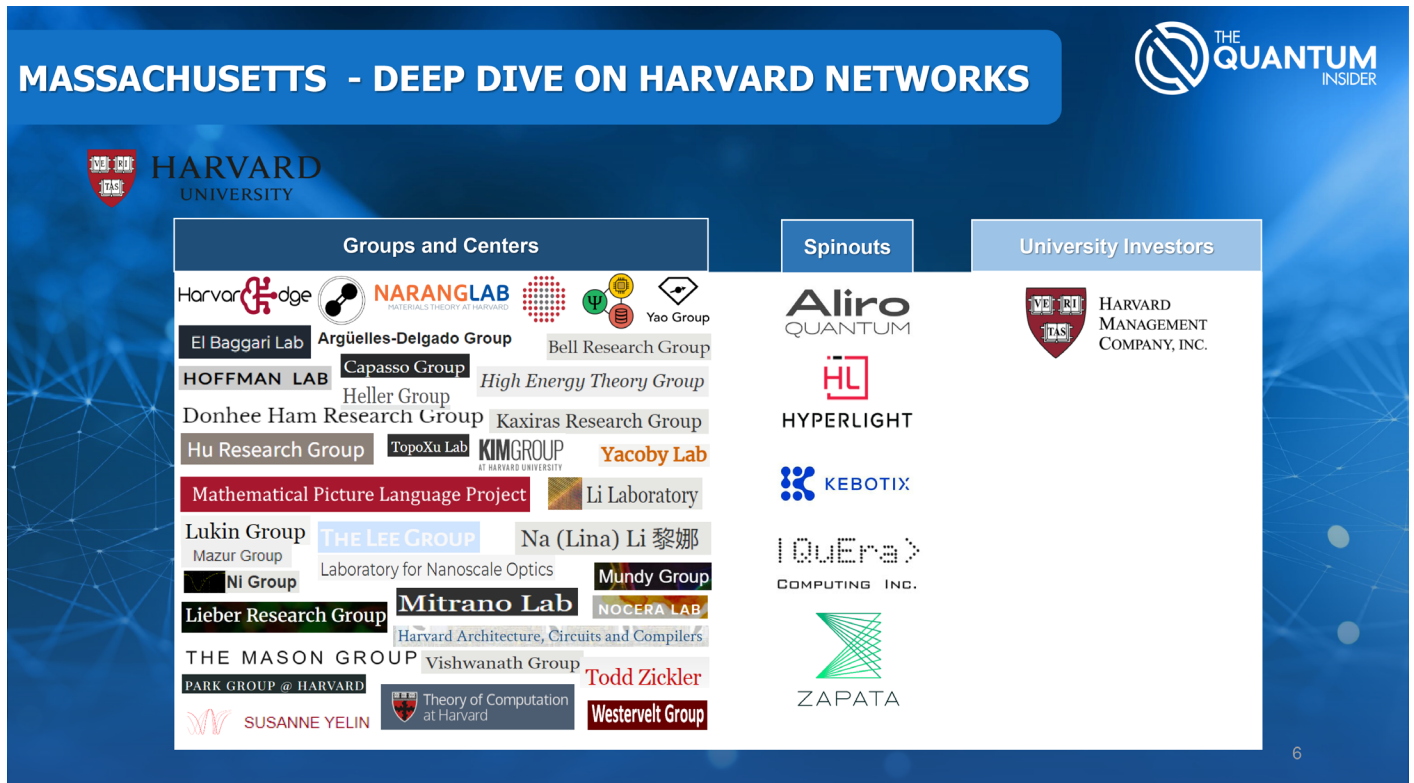 MASSACHUSETTS - DEEP DIVE ON HARVARD NETWORKS
THE
QUANTUM
INSIDER
VE RI
TAS
HARVARD
UNIVERSITY
Groups and Centers
Spinouts
University Investors
Harvar dge
NARANGLAB
MATERIALS THEORY AT HARVARD
Ψ
Yao Group
El Baggari Lab
Argüelles-Delgado Group
Bell Research Group
HOFFMAN LAB
Capasso Group
High Energy Theory Group
Heller Group
Donhee Ham Research Group
Kaxiras Research Group
Hu Research Group
TopoXu Lab
KIMGROUP
AT HARVARD UNIVERSITY
Yacoby Lab
Mathematical Picture Language Project
Li Laboratory
Lukin Group
THE LEE GROUP
Na (Lina) Li 黎娜
Mazur Group
Laboratory for Nanoscale Optics
Mundy Group
Ni Group
Lieber Research Group
Mitrano Lab
NOCERA LAB
Harvard Architecture, Circuits and Compilers
THE MASON GROUP
Vishwanath Group
Todd Zickler
PARK GROUP @ HARVARD
SUSANNE YELIN
Theory of Computation
at Harvard
Westervelt Group
Aliro
QUANTUM
HL
HYPERLIGHT
KEBOTIX
|QuEra>
COMPUTING INC.
ZAPATA
VE RI
TAS
HARVARD
MANAGEMENT
COMPANY, INC.
6